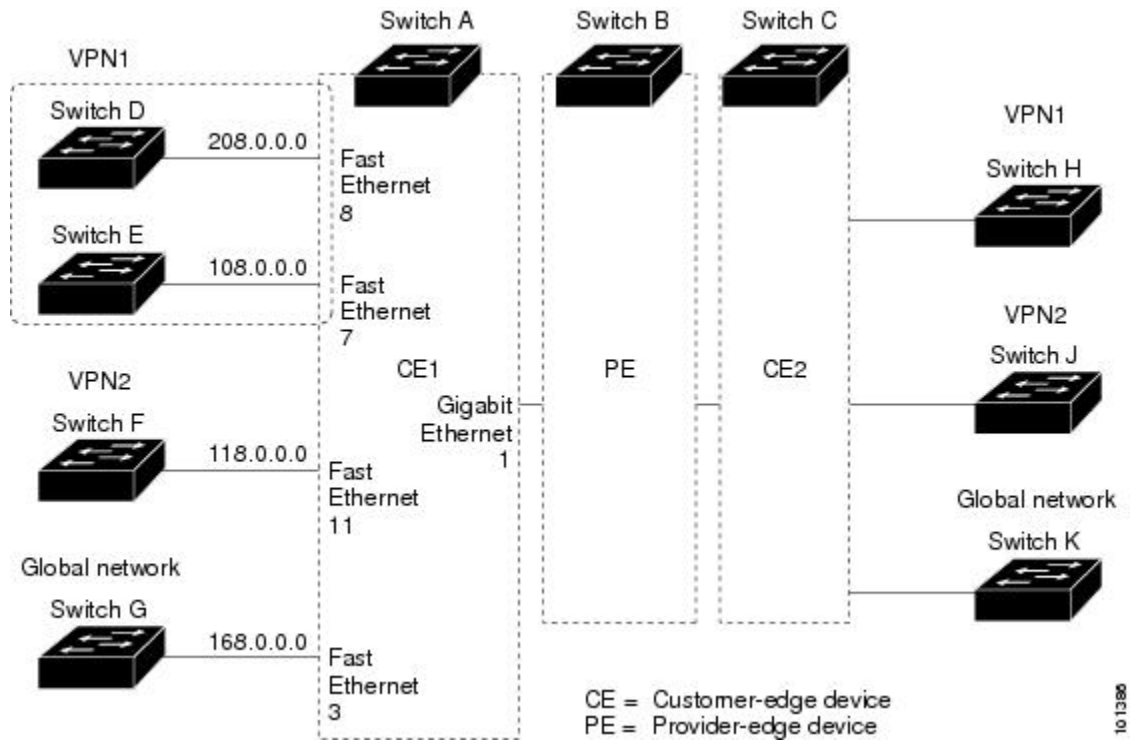 Switch A
Switch B
Switch C
VPN1
Switch D
208.0.0.0
Fast
Ethernet
8
Switch E
108.0.0.0
Fast
Ethernet
7
VPN2
Switch F
118.0.0.0
Fast
Ethernet
11
Global network
Switch G
168.0.0.0
Fast
Ethernet
3
CE1
Gigabit
Ethernet
1
PE
CE2
VPN1
Switch H
VPN2
Switch J
Global network
Switch K
CE = Customer-edge device
PE = Provider-edge device
101386